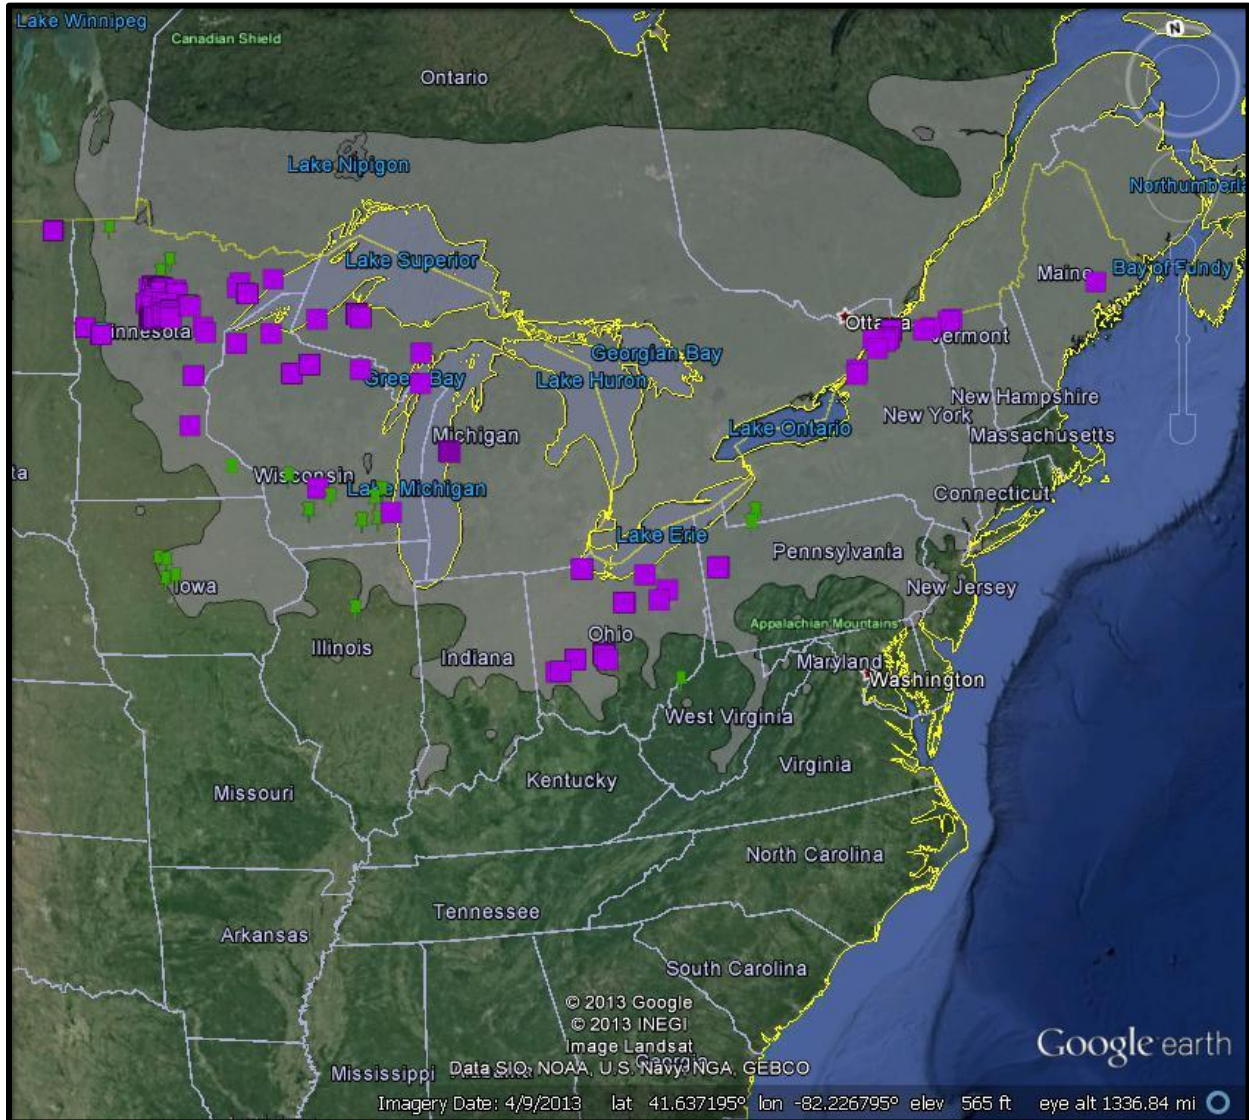 Lake Winnipeg
Canadian Shield
Ontario
N
Lake Nipigon
Northumberla
Lake Superior
Maine
Bay of Fundy
Ottawa
Vermont
innesota
Georgian Bay
Lake Huron
Green Bay
New Hampshire
New York
Lake Ontario
Michigan
Massachusetts
ta
Wisconsin
Lake Michigan
Connecticut
Lake Erie
Pennsylvania
Iowa
New Jersey
Appalachian Mountains
Ohio
Illinois
Indiana
Maryland
Washington
West Virginia
Virginia
Kentucky
Missouri
North Carolina
Tennessee
Arkansas
South Carolina
© 2013 Google
© 2013 INEGI
Image Landsat
Georgia
Data SIO, NOAA, U.S. Navy, NGA, GEBCO
Mississippi
Google earth
Imagery Date: 4/9/2013 lat 41.637195° lon -82.226795° elev 565 ft eye alt 1336.84 mi